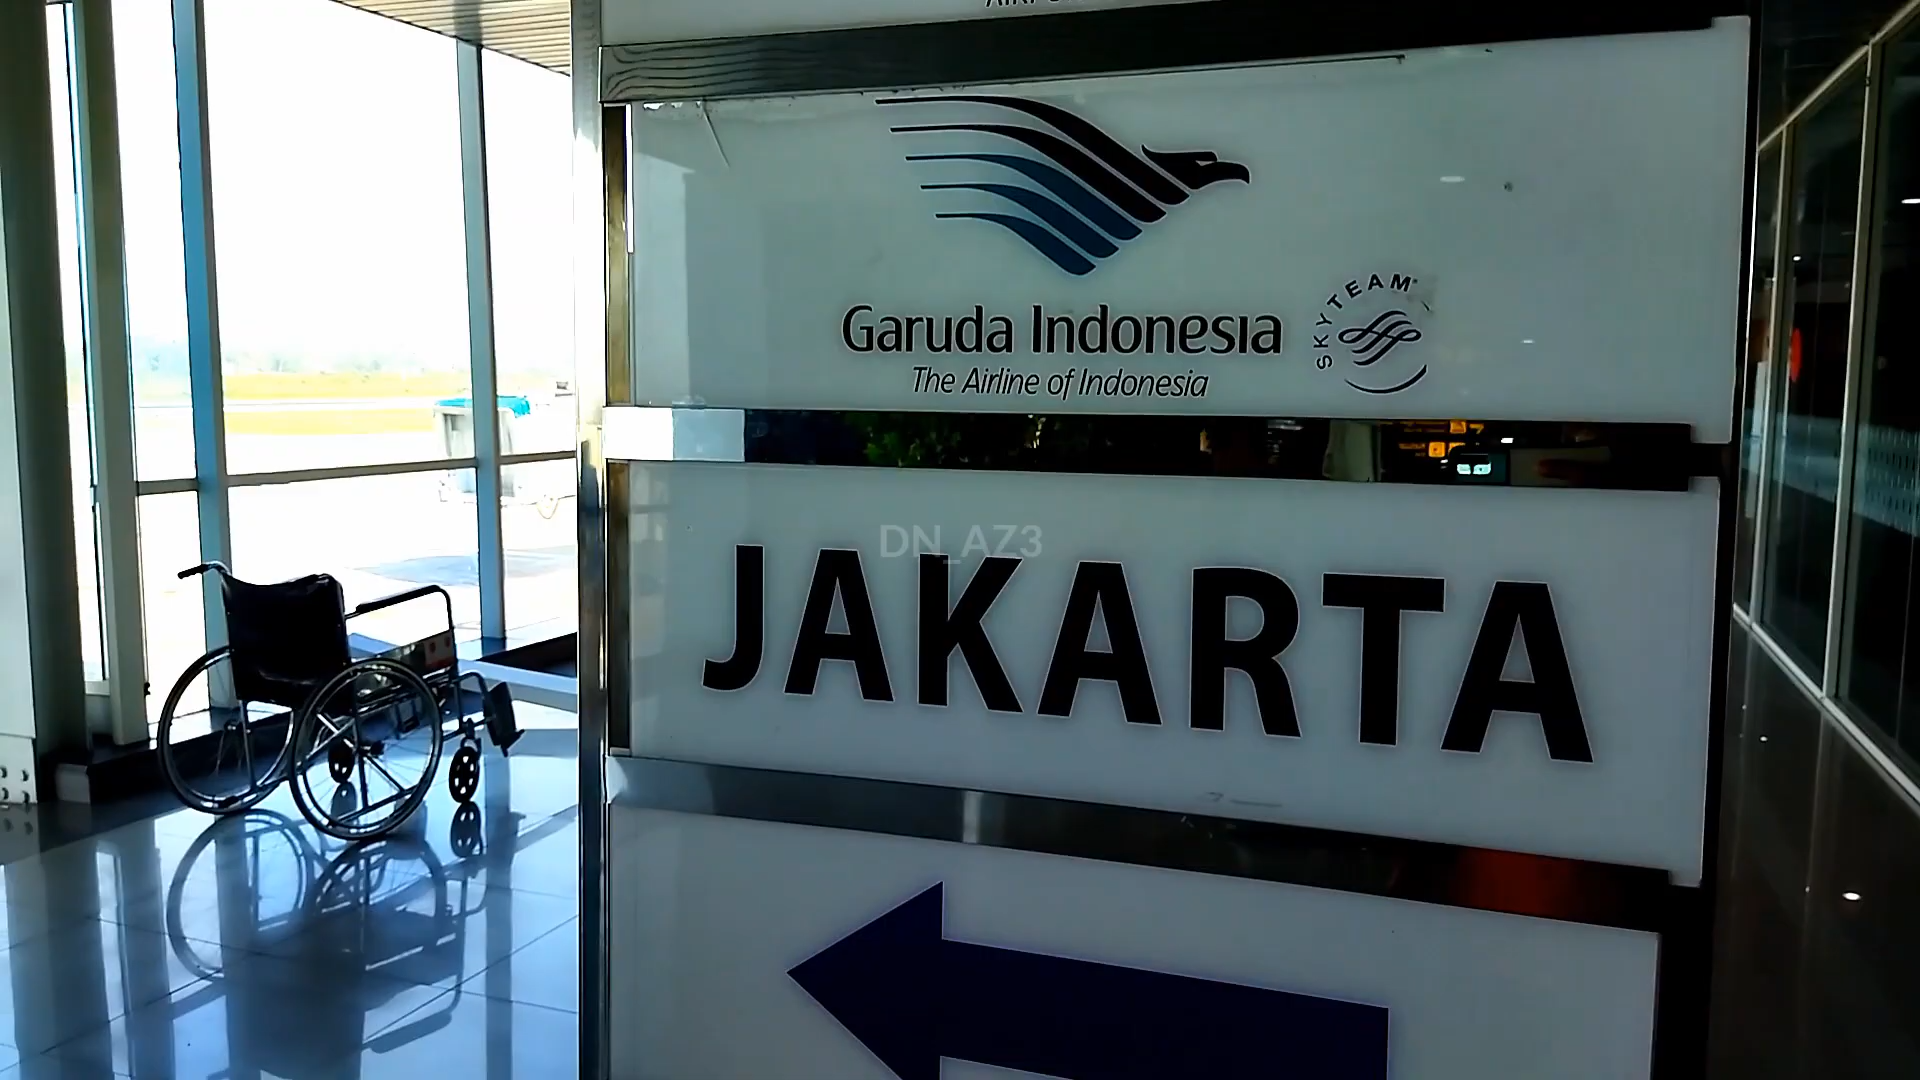 Garuda Indonesia
The Airline of Indonesia
SKYTEAM
DN_AZ3
JAKARTA